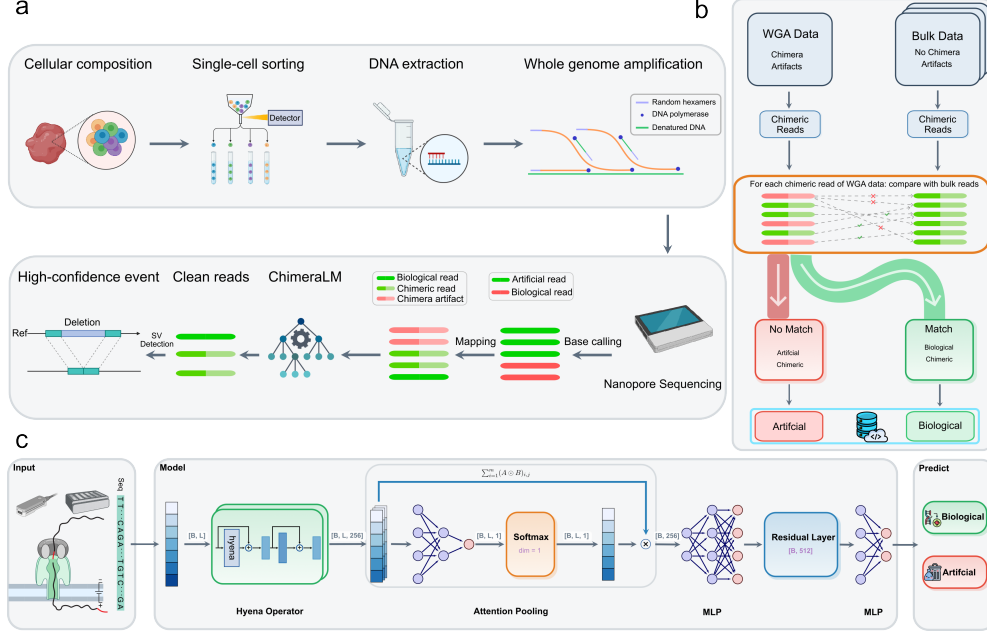 a
Cellular composition
Single-cell sorting
DNA extraction
Whole genome amplification
Detector
Random hexamers
DNA polymerase
Denatured DNA
High-confidence event
Clean reads
ChimeraLM
Biological read
Chimeric read
Chimera artifact
Artificial read
Biological read
Ref
Deletion
SV
Detection
Mapping
Base calling
Nanopore Sequencing
b
WGA Data
Chimera
Artifacts
Bulk Data
No Chimera
Artifacts
Chimeric
Reads
Chimeric
Reads
For each chimeric read of WGA data: compare with bulk reads
No Match
Artifcial
Chimeric
Match
Biological
Chimeric
Artifcial
Biological
c
Input
Seq
T T ··· CAGA ··· TGTC ··· GA
Model
[B, L]
hyena
Hyena Operator
[B, L, 256]
∑ᵢ₌₁ᵐ (A ⊙ B)ᵢ,ⱼ
[B, L, 1]
Softmax
dim = 1
[B, L, 1]
Attention Pooling
[B, 256]
MLP
Residual Layer
[B, 512]
MLP
Predict
Biological
Artifcial